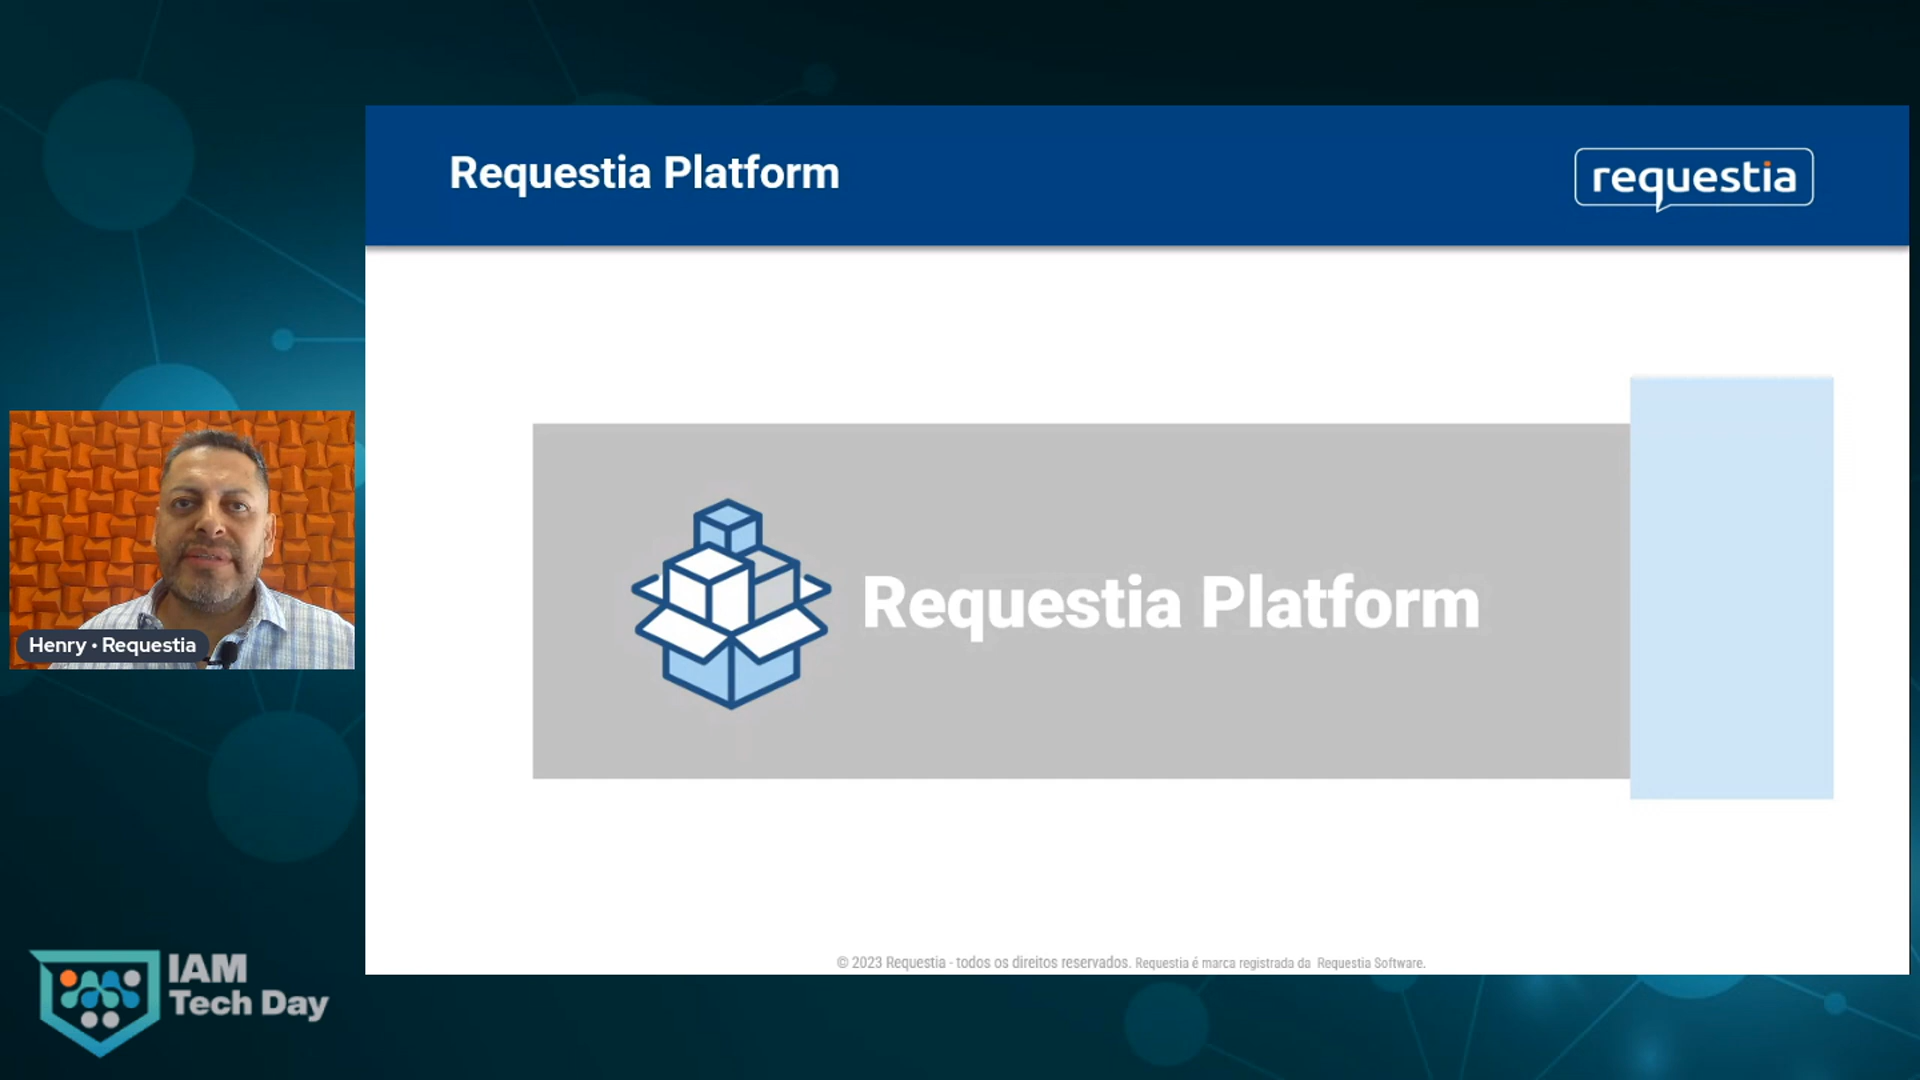 Requestia Platform
requestia
Requestia Platform
Henry • Requestia
IAM
Tech Day
© 2023 Requestia - todos os direitos reservados. Requestia é marca registrada da Requestia Software.